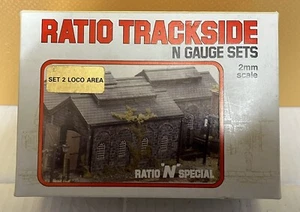 RATIO TRACKSIDE
N GAUGE SETS
2mm
scale
SET 2 LOCO AREA
RATIO "N" SPECIAL